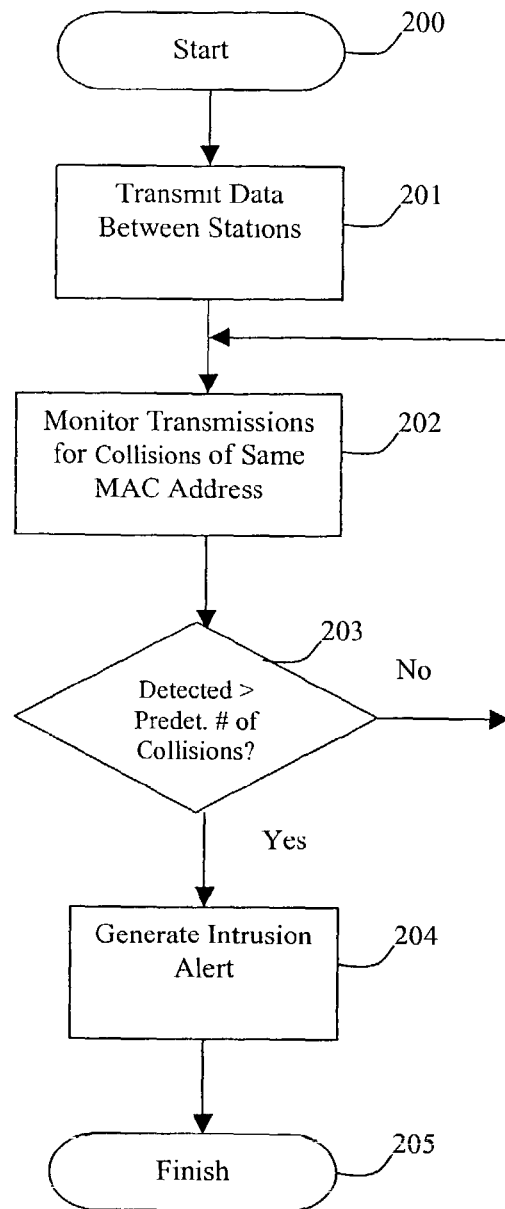 Start
200
Transmit Data
Between Stations
201
Monitor Transmissions
for Collisions of Same
MAC Address
202
203
Detected >
Predet. # of
Collisions?
No
Yes
Generate Intrusion
Alert
204
Finish
205